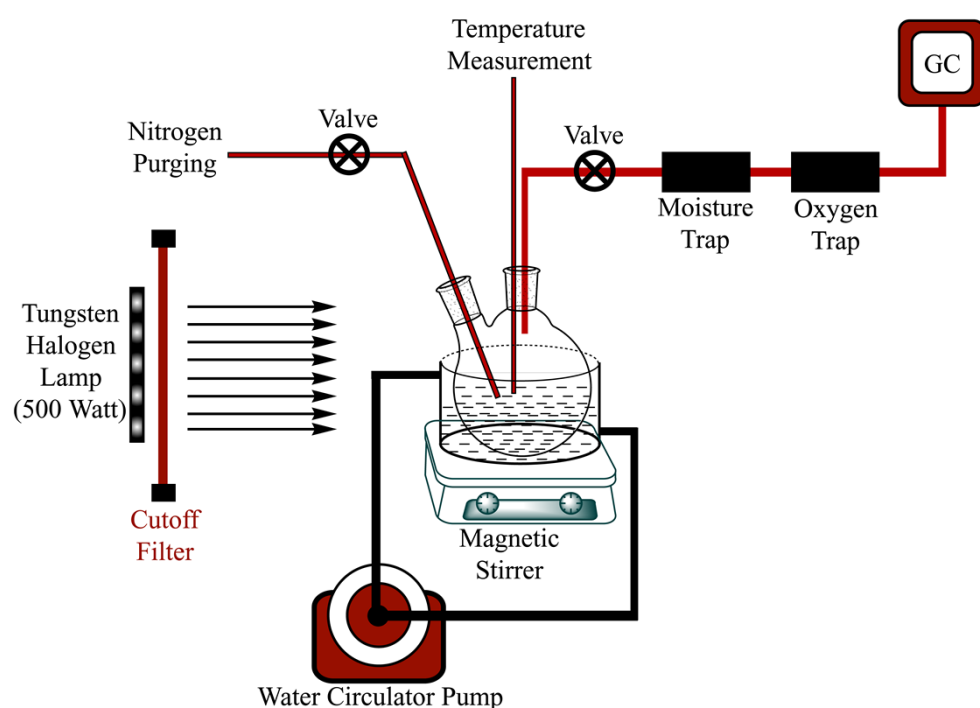 Temperature
Measurement
GC
Valve
Nitrogen
Purging
Valve
Moisture
Trap
Oxygen
Trap
Tungsten
Halogen
Lamp
(500 Watt)
Cutoff
Filter
Magnetic
Stirrer
Water Circulator Pump